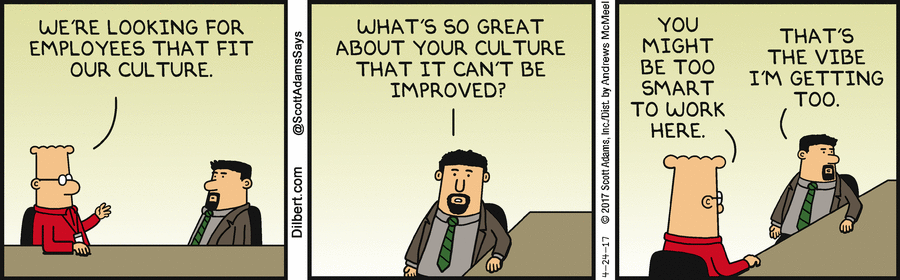 WE'RE LOOKING FOR
EMPLOYEES THAT FIT
OUR CULTURE.
Dilbert.com @ScottAdamsSays
WHAT'S SO GREAT
ABOUT YOUR CULTURE
THAT IT CAN'T BE
IMPROVED?
4-24-17 © 2017 Scott Adams, Inc./Dist. by Andrews McMeel
YOU
MIGHT
BE TOO
SMART
TO WORK
HERE.
THAT'S
THE VIBE
I'M GETTING
TOO.